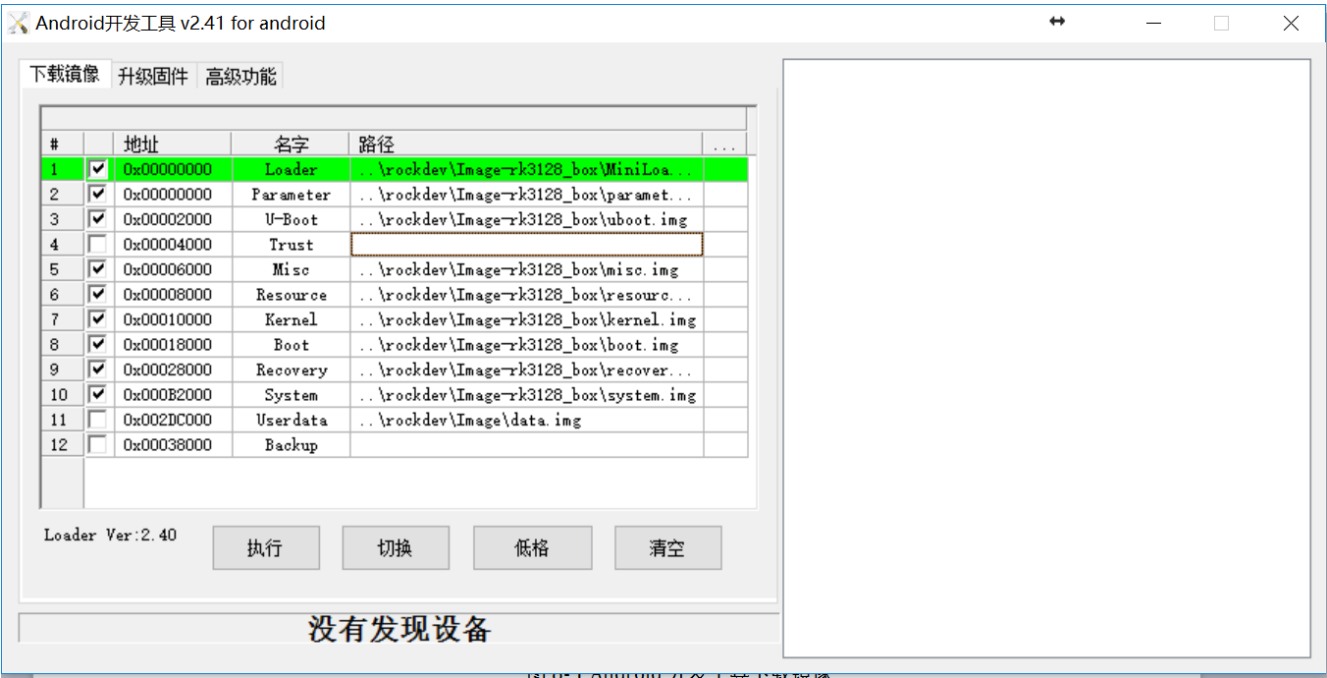 Android开发工具 v2.41 for android
下载镜像 升级固件 高级功能
# 地址 名字 路径 ...
1 0x00000000 Loader ..\rockdev\Image-rk3128_box\MiniLoa...
2 0x00000000 Parameter ..\rockdev\Image-rk3128_box\paramet...
3 0x00002000 U-Boot ..\rockdev\Image-rk3128_box\uboot.img
4 0x00004000 Trust
5 0x00006000 Misc ..\rockdev\Image-rk3128_box\misc.img
6 0x00008000 Resource ..\rockdev\Image-rk3128_box\resourc...
7 0x00010000 Kernel ..\rockdev\Image-rk3128_box\kernel.img
8 0x00018000 Boot ..\rockdev\Image-rk3128_box\boot.img
9 0x00028000 Recovery ..\rockdev\Image-rk3128_box\recover...
10 0x000B2000 System ..\rockdev\Image-rk3128_box\system.img
11 0x002DC000 Userdata ..\rockdev\Image\data.img
12 0x00038000 Backup
Loader Ver:2.40 执行 切换 低格 清空
没有发现设备